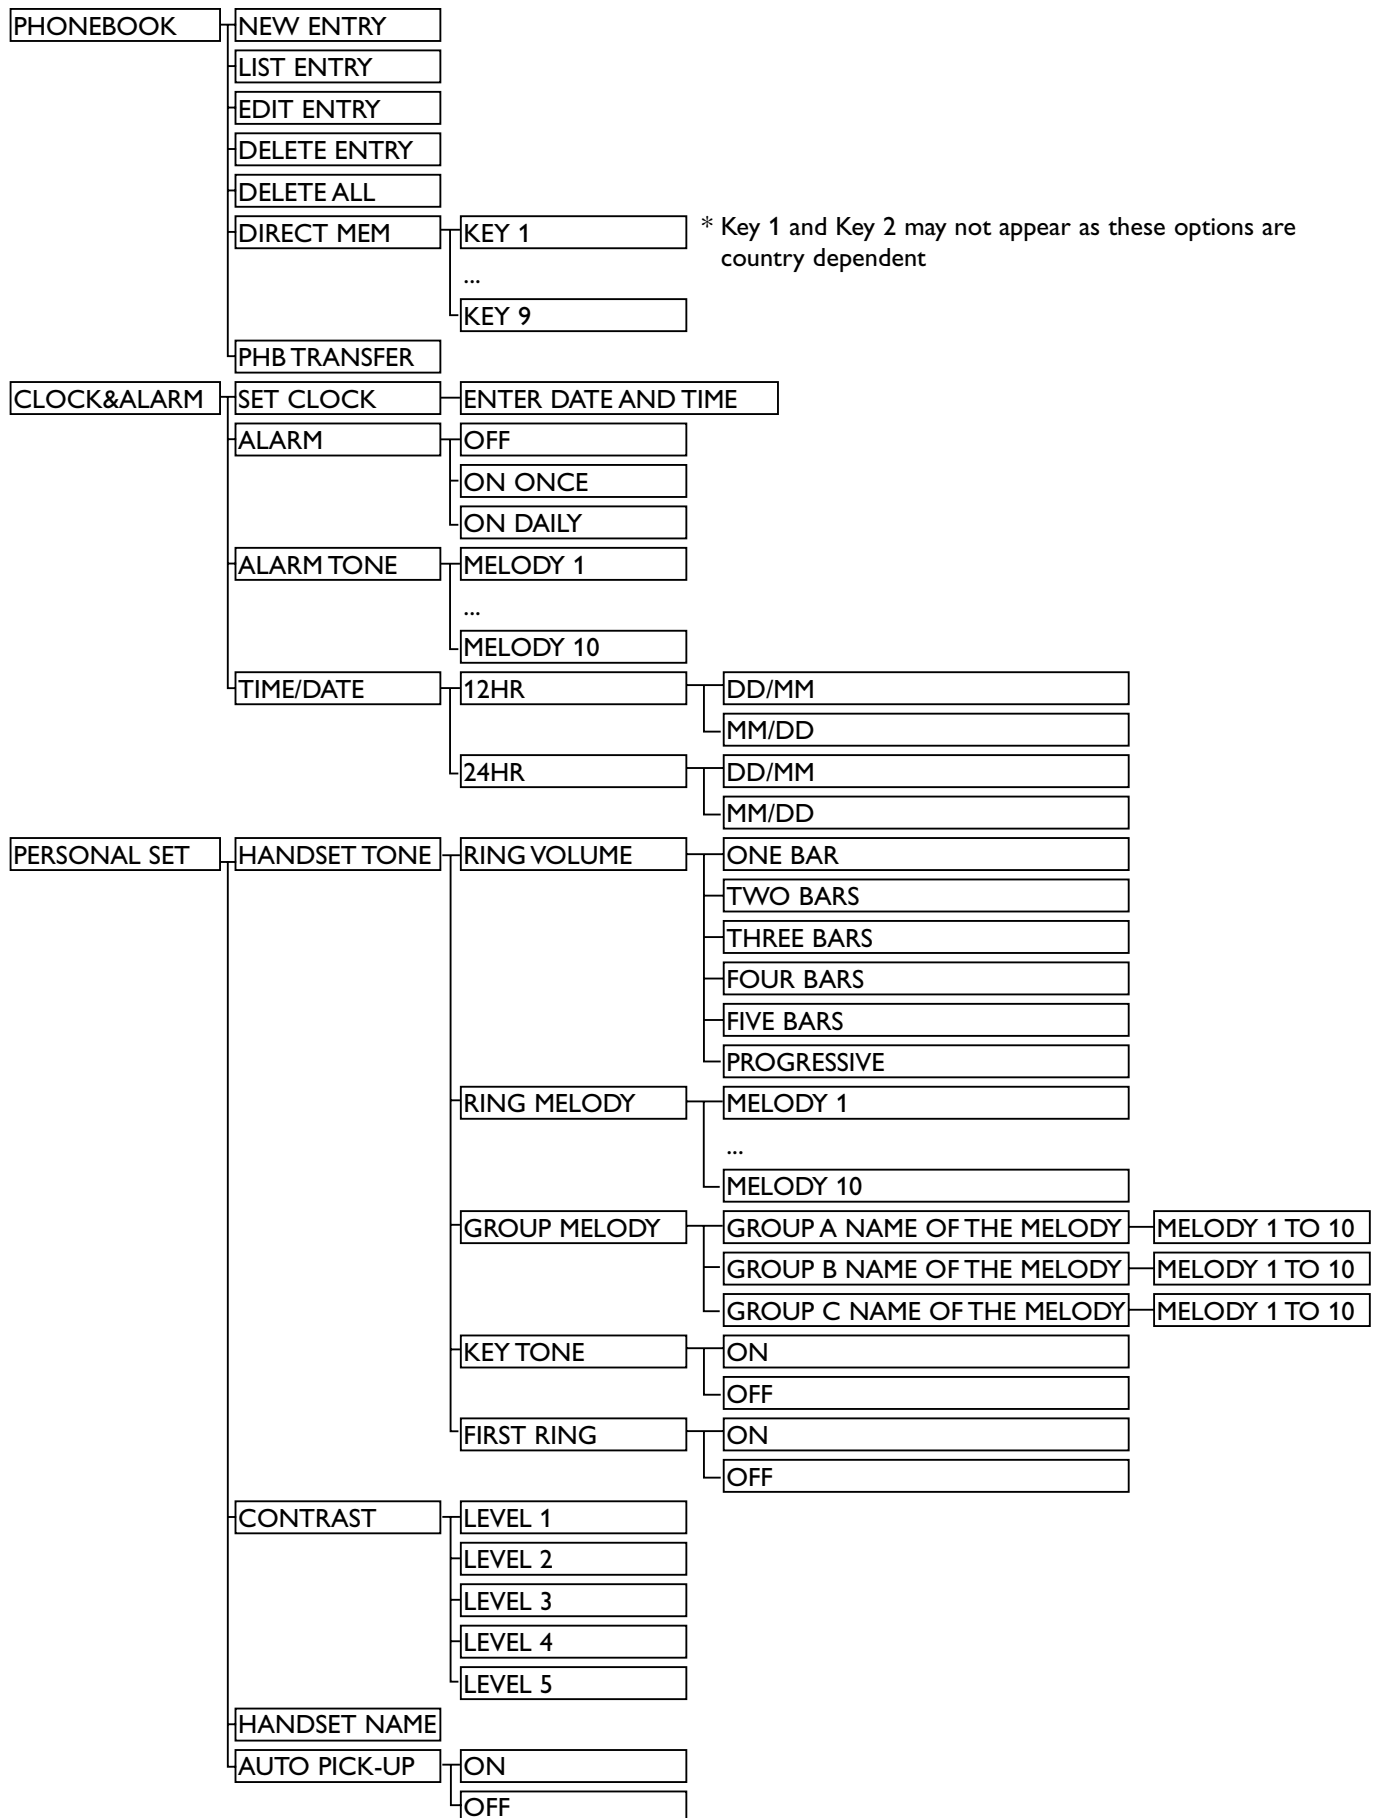 PHONEBOOK NEW ENTRY
LIST ENTRY
EDIT ENTRY
DELETE ENTRY
DELETE ALL
DIRECT MEM KEY 1 * Key 1 and Key 2 may not appear as these options are
country dependent
...
KEY 9
PHB TRANSFER
CLOCK&ALARM SET CLOCK ENTER DATE AND TIME
ALARM OFF
ON ONCE
ON DAILY
ALARM TONE MELODY 1
...
MELODY 10
TIME/DATE 12HR DD/MM
MM/DD
24HR DD/MM
MM/DD
PERSONAL SET HANDSET TONE RING VOLUME ONE BAR
TWO BARS
THREE BARS
FOUR BARS
FIVE BARS
PROGRESSIVE
RING MELODY MELODY 1
...
MELODY 10
GROUP MELODY GROUP A NAME OF THE MELODY MELODY 1 TO 10
GROUP B NAME OF THE MELODY MELODY 1 TO 10
GROUP C NAME OF THE MELODY MELODY 1 TO 10
KEY TONE ON
OFF
FIRST RING ON
OFF
CONTRAST LEVEL 1
LEVEL 2
LEVEL 3
LEVEL 4
LEVEL 5
HANDSET NAME
AUTO PICK-UP ON
OFF